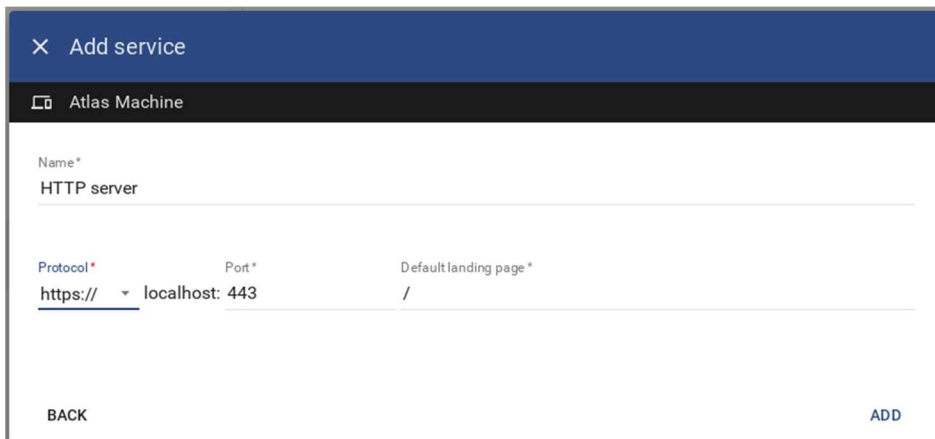 Add service
Atlas Machine
Name*
HTTP server
Protocol* Port* Default landing page*
https:// localhost: 443 /
BACK ADD